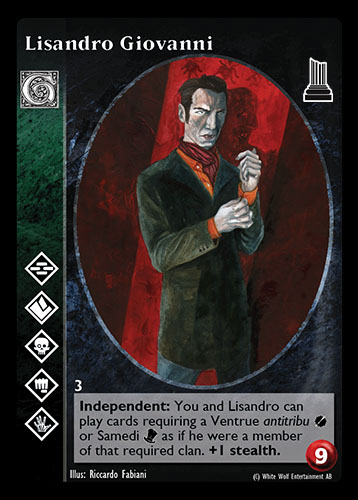 Lisandro Giovanni
3
Independent: You and Lisandro can
play cards requiring a Ventrue antitribu
or Samedi as if he were a member
of that required clan. +1 stealth.
9
Illus: Riccardo Fabiani
(C) White Wolf Entertainment AB